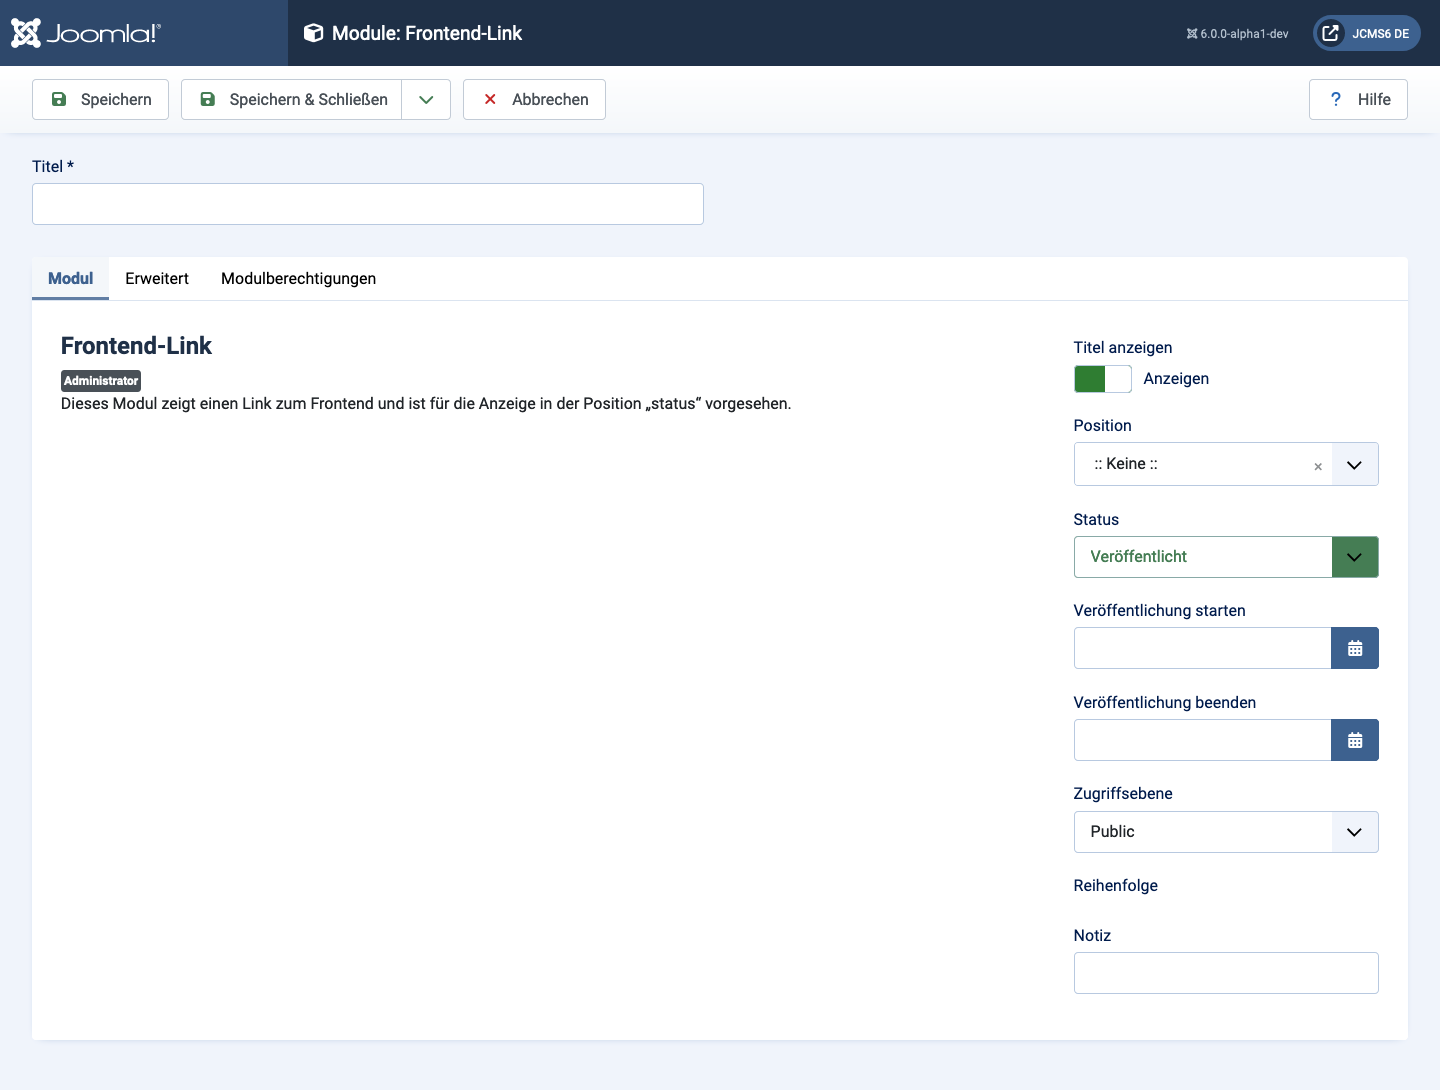 Joomla!®
Module: Frontend-Link
6.0.0-alpha1-dev
JCMS6 DE
Speichern
Speichern & Schließen
Abbrechen
? Hilfe
Titel *
Modul
Erweitert
Modulberechtigungen
Frontend-Link
Administrator
Dieses Modul zeigt einen Link zum Frontend und ist für die Anzeige in der Position „status“ vorgesehen.
Titel anzeigen
Anzeigen
Position
:: Keine ::
Status
Veröffentlicht
Veröffentlichung starten
Veröffentlichung beenden
Zugriffsebene
Public
Reihenfolge
Notiz